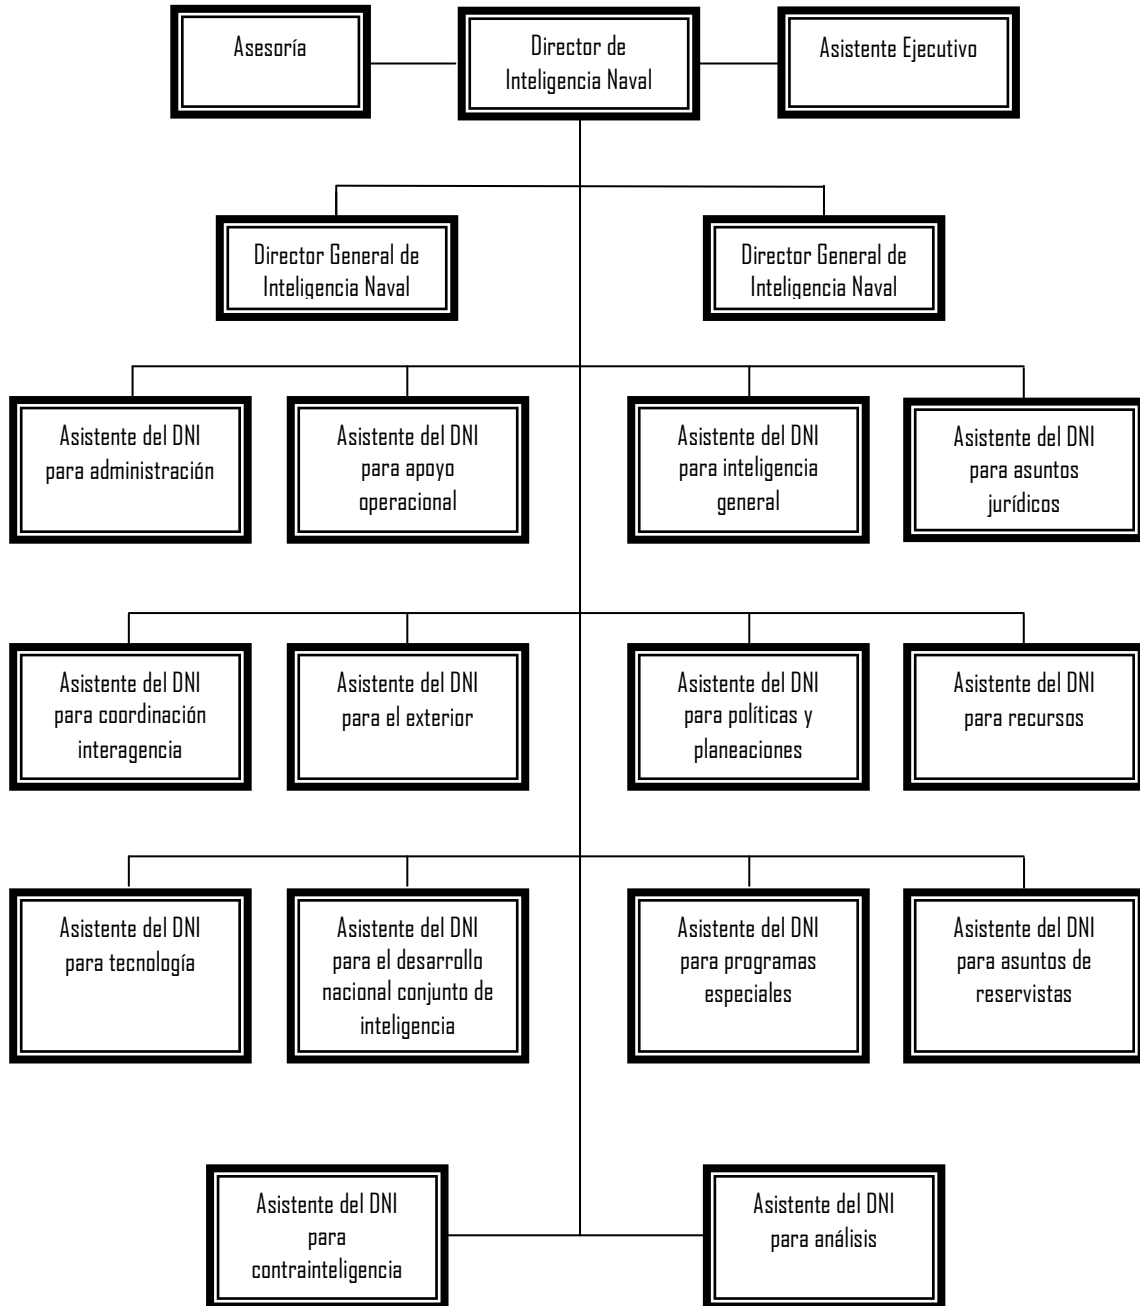 Asesoría
Director de
Inteligencia Naval
Asistente Ejecutivo
Director General de
Inteligencia Naval
Director General de
Inteligencia Naval
Asistente del DNI
para administración
Asistente del DNI
para apoyo
operacional
Asistente del DNI
para inteligencia
general
Asistente del DNI
para asuntos
jurídicos
Asistente del DNI
para coordinación
interagencia
Asistente del DNI
para el exterior
Asistente del DNI
para políticas y
planeaciones
Asistente del DNI
para recursos
Asistente del DNI
para tecnología
Asistente del DNI
para el desarrollo
nacional conjunto de
inteligencia
Asistente del DNI
para programas
especiales
Asistente del DNI
para asuntos de
reservistas
Asistente del DNI
para
contrainteligencia
Asistente del DNI
para análisis